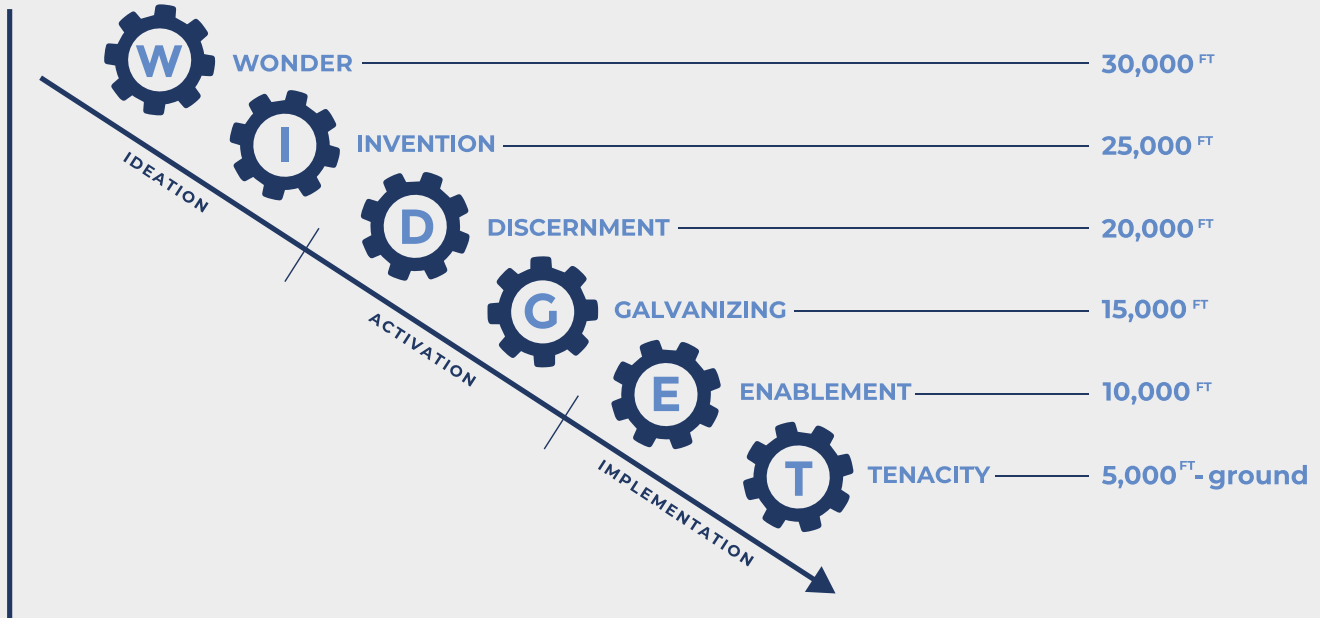 W WONDER 30,000 FT
I INVENTION 25,000 FT
IDEATION
D DISCERNMENT 20,000 FT
G GALVANIZING 15,000 FT
ACTIVATION
E ENABLEMENT 10,000 FT
T TENACITY 5,000 FT - ground
IMPLEMENTATION